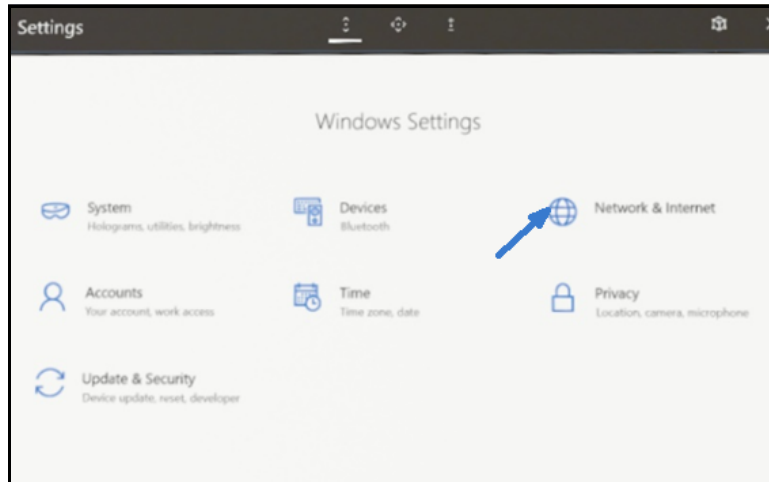 Settings
Windows Settings
System
Holograms, utilities, brightness
Devices
Bluetooth
Network & Internet
Accounts
Your account, work access
Time
Time zone, date
Privacy
Location, camera, microphone
Update & Security
Device update, reset, developer